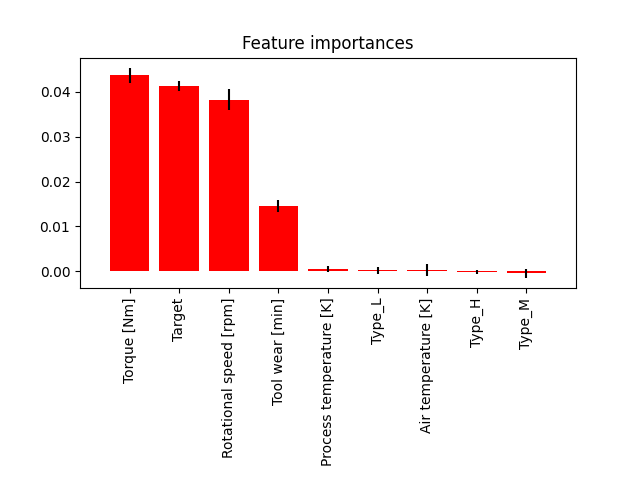 Feature importances
0.04
0.03
0.02
0.01
0.00
Torque [Nm]
Target
Rotational speed [rpm]
Tool wear [min]
Process temperature [K]
Type_L
Air temperature [K]
Type_H
Type_M